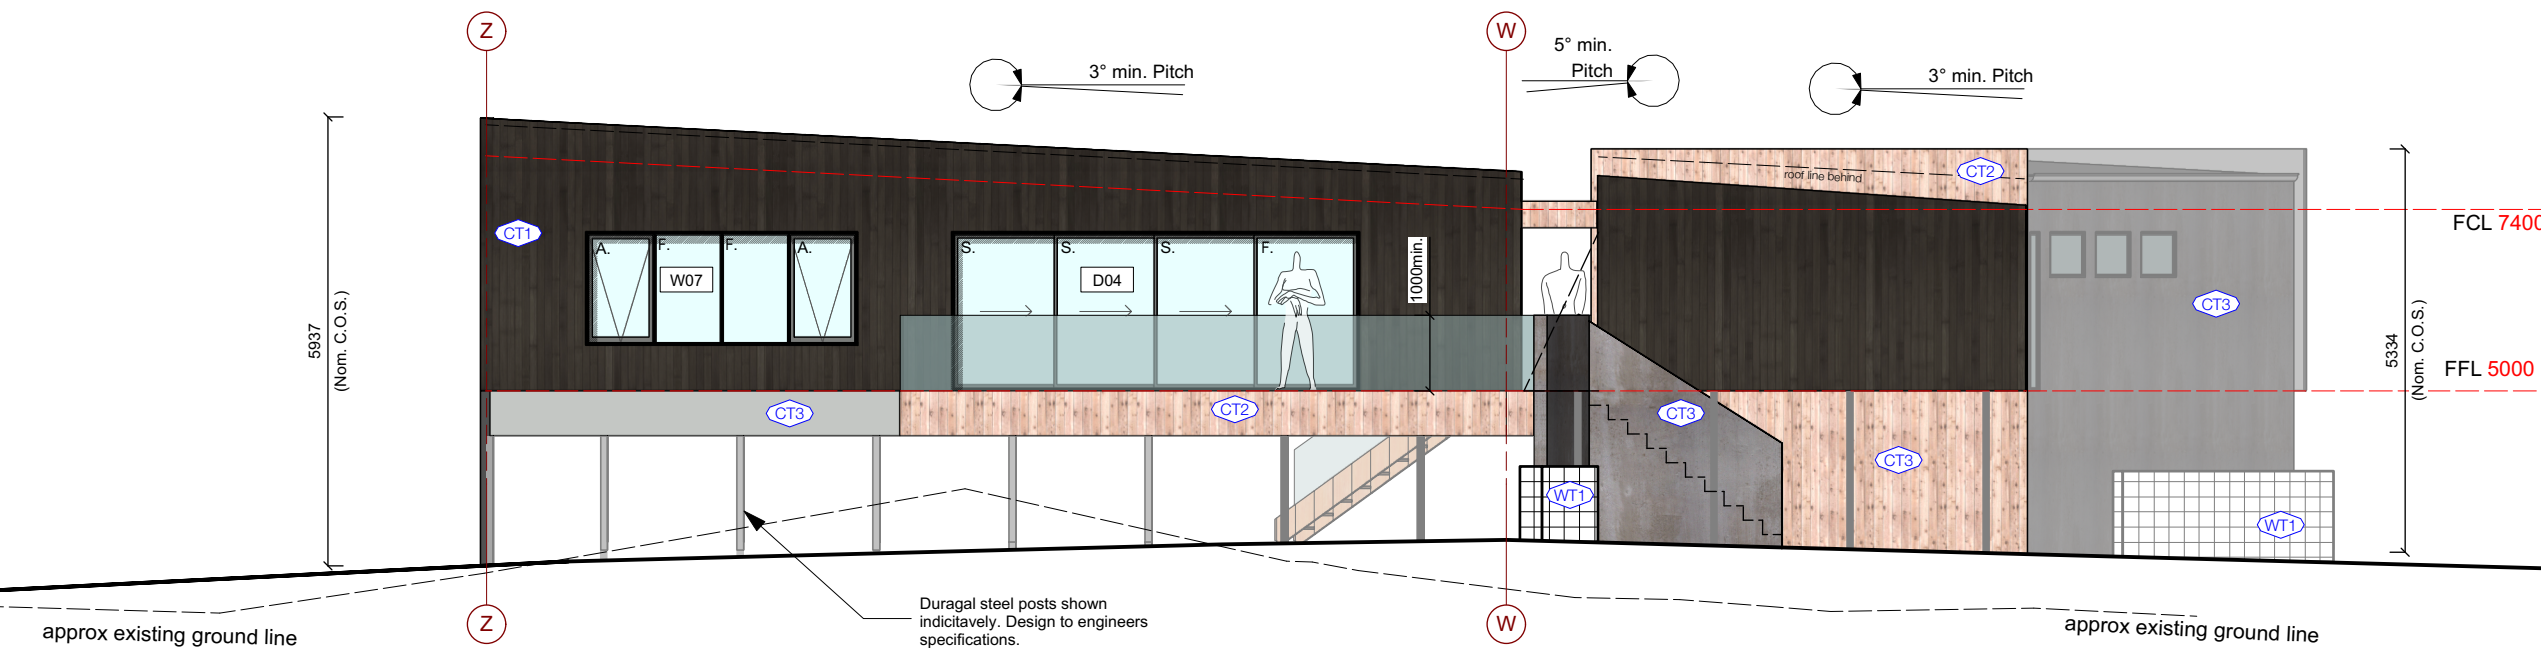 Z
W
5° min.
Pitch
3° min. Pitch
3° min. Pitch
CT2
roof line behind
CT1
FCL 7400
A.
F.
F.
A.
S.
S.
S.
F.
W07
D04
1000min.
CT3
5937
(Nom. C.O.S.)
5334
(Nom. C.O.S.)
FFL 5000
CT3
CT2
CT3
CT3
WT1
WT1
Duragal steel posts shown
indicitavely. Design to engineers
specifications.
Z
W
approx existing ground line
approx existing ground line